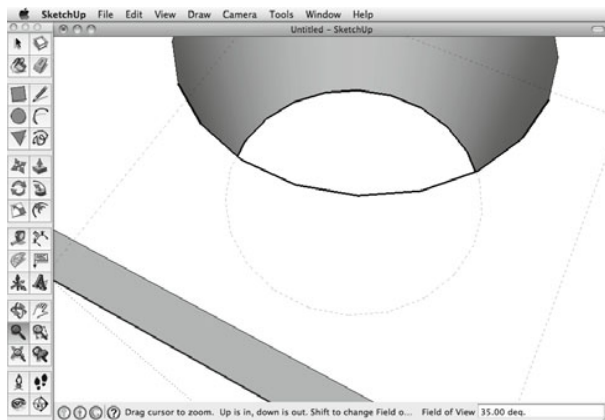 SketchUp File Edit View Draw Camera Tools Window Help
Untitled – SketchUp
Drag cursor to zoom. Up is in, down is out. Shift to change Field o... Field of View 35.00 deg.